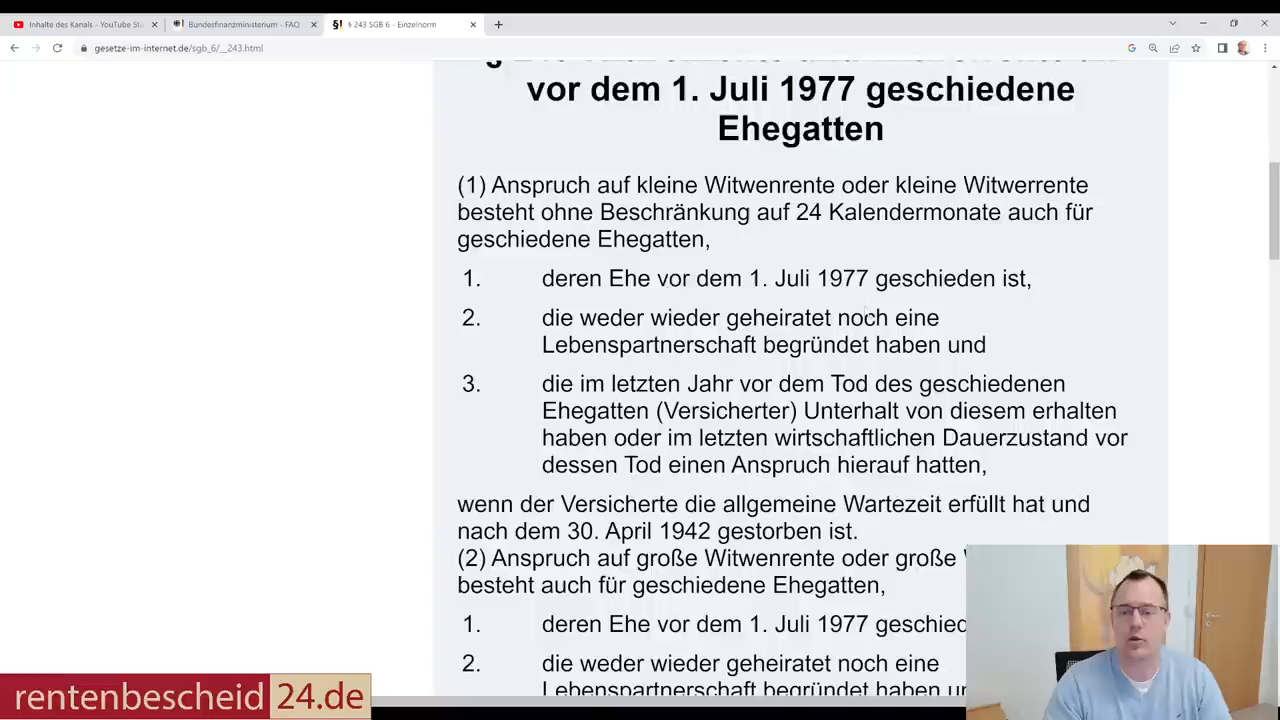 Inhalte des Kanals - YouTube Stu
Bundesfinanzministerium - FAQ
§ 243 SGB 6 - Einzelnorm
gesetze-im-internet.de/sgb_6/__243.html
vor dem 1. Juli 1977 geschiedene
Ehegatten
(1) Anspruch auf kleine Witwenrente oder kleine Witwerrente
besteht ohne Beschränkung auf 24 Kalendermonate auch für
geschiedene Ehegatten,
1. deren Ehe vor dem 1. Juli 1977 geschieden ist,
2. die weder wieder geheiratet noch eine
Lebenspartnerschaft begründet haben und
3. die im letzten Jahr vor dem Tod des geschiedenen
Ehegatten (Versicherter) Unterhalt von diesem erhalten
haben oder im letzten wirtschaftlichen Dauerzustand vor
dessen Tod einen Anspruch hierauf hatten,
wenn der Versicherte die allgemeine Wartezeit erfüllt hat und
nach dem 30. April 1942 gestorben ist.
(2) Anspruch auf große Witwenrente oder große
besteht auch für geschiedene Ehegatten,
1. deren Ehe vor dem 1. Juli 1977 geschied
2. die weder wieder geheiratet noch eine
Lebenspartnerschaft begründet haben
rentenbescheid24.de